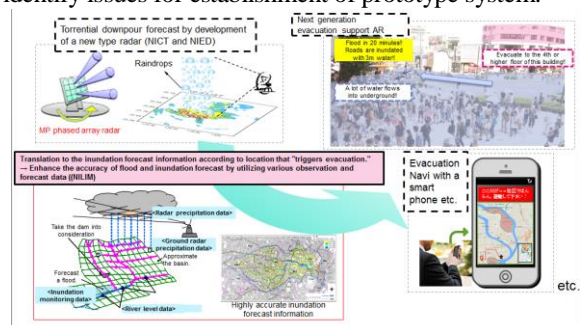 identify issues for establishment of prototype system.
Torrential downpour forecast by development
of a new type radar (NICT and NIED)
Raindrops
MP phased array radar
Next generation
evacuation support AR
Flood in 20 minutes!
Roads are inundated
with 3m water!
Evacuate to the 4th or
higher floor of this building!
A lot of water flows
into underground!
Translation to the inundation forecast information according to location that "triggers evacuation."
→ Enhance the accuracy of flood and inundation forecast by utilizing various observation and
forecast data ((NILIM)
<Radar precipitation data>
Take the dam into
consideration
<Ground radar
precipitation data>
Approximate
the basin.
Forecast
a flood.
<Inundation
monitoring data>
<River level data>
Highly accurate inundation
forecast information
Evacuation
Navi with a
smart
phone etc.
etc.